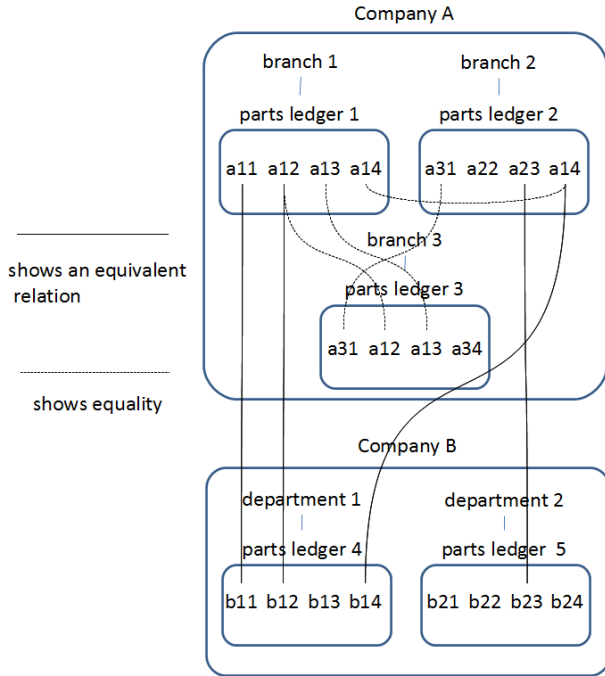 Company A
branch 1 branch 2
parts ledger 1 parts ledger 2
a11 a12 a13 a14 a31 a22 a23 a14
shows an equivalent
relation
branch 3
parts ledger 3
a31 a12 a13 a34
shows equality
Company B
department 1 department 2
parts ledger 4 parts ledger 5
b11 b12 b13 b14 b21 b22 b23 b24